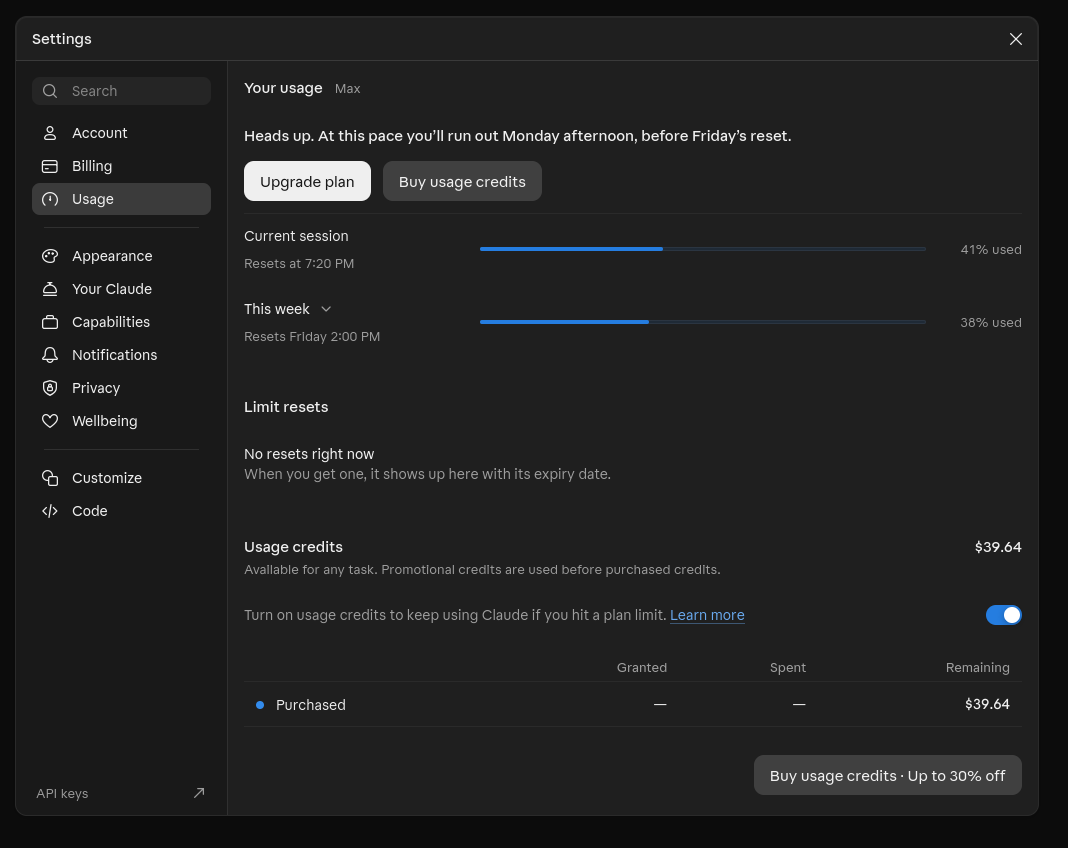 Settings
Search
Account
Billing
Usage
Appearance
Your Claude
Capabilities
Notifications
Privacy
Wellbeing
Customize
Code
API keys
Your usage Max
Heads up. At this pace you’ll run out Monday afternoon, before Friday’s reset.
Upgrade plan
Buy usage credits
Current session
Resets at 7:20 PM
41% used
This week
Resets Friday 2:00 PM
38% used
Limit resets
No resets right now
When you get one, it shows up here with its expiry date.
Usage credits
$39.64
Available for any task. Promotional credits are used before purchased credits.
Turn on usage credits to keep using Claude if you hit a plan limit. Learn more
Granted Spent Remaining
Purchased — — $39.64
Buy usage credits · Up to 30% off